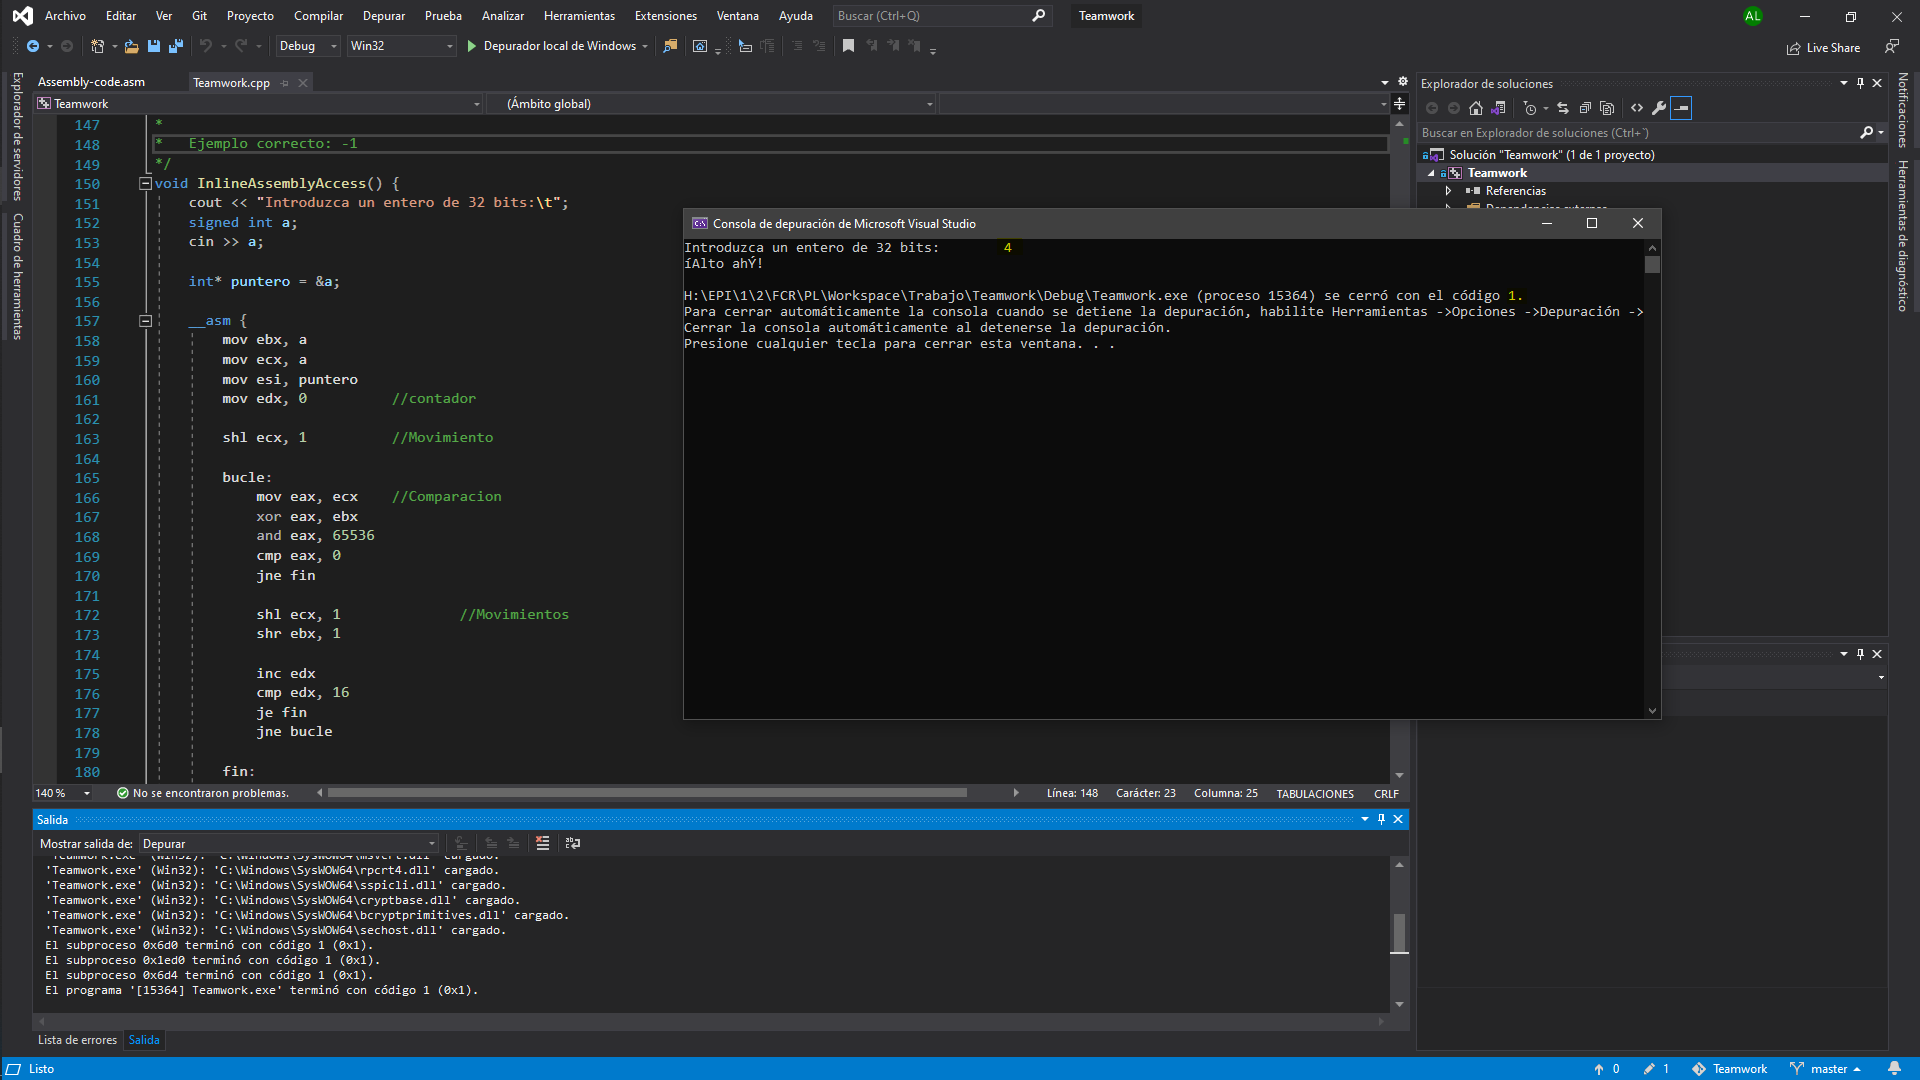 Archivo Editar Ver Git Proyecto Compilar Depurar Prueba Analizar Herramientas Extensiones Ventana Ayuda Buscar (Ctrl+Q) Teamwork AL
Debug Win32 Depurador local de Windows Live Share
Explorador de servidores
Cuadro de herramientas
Assembly-code.asm Teamwork.cpp
Teamwork (Ámbito global)
147 *
148 * Ejemplo correcto: -1
149 */
150 void InlineAssemblyAccess() {
151 cout << "Introduzca un entero de 32 bits:\t";
152 signed int a;
153 cin >> a;
154
155 int* puntero = &a;
156
157 __asm {
158 mov ebx, a
159 mov ecx, a
160 mov esi, puntero
161 mov edx, 0 //contador
162
163 shl ecx, 1 //Movimiento
164
165 bucle:
166 mov eax, ecx //Comparacion
167 xor eax, ebx
168 and eax, 65536
169 cmp eax, 0
170 jne fin
171
172 shl ecx, 1 //Movimientos
173 shr ebx, 1
174
175 inc edx
176 cmp edx, 16
177 je fin
178 jne bucle
179
180 fin:
140 % No se encontraron problemas. Línea: 148 Carácter: 23 Columna: 25 TABULACIONES CRLF
Consola de depuración de Microsoft Visual Studio
Introduzca un entero de 32 bits: 4
íAlto ahÝ!
H:\EPI\1\2\FCR\PL\Workspace\Trabajo\Teamwork\Debug\Teamwork.exe (proceso 15364) se cerró con el código 1.
Para cerrar automáticamente la consola cuando se detiene la depuración, habilite Herramientas ->Opciones ->Depuración ->
Cerrar la consola automáticamente al detenerse la depuración.
Presione cualquier tecla para cerrar esta ventana. . .
Explorador de soluciones
Buscar en Explorador de soluciones (Ctrl+´)
Solución "Teamwork" (1 de 1 proyecto)
Teamwork
Referencias
Dependencias externas
Notificaciones
Herramientas de diagnóstico
Salida
Mostrar salida de: Depurar
'Teamwork.exe' (Win32): 'C:\Windows\SysWOW64\msvcrt.dll' cargado.
'Teamwork.exe' (Win32): 'C:\Windows\SysWOW64\rpcrt4.dll' cargado.
'Teamwork.exe' (Win32): 'C:\Windows\SysWOW64\sspicli.dll' cargado.
'Teamwork.exe' (Win32): 'C:\Windows\SysWOW64\cryptbase.dll' cargado.
'Teamwork.exe' (Win32): 'C:\Windows\SysWOW64\bcryptprimitives.dll' cargado.
'Teamwork.exe' (Win32): 'C:\Windows\SysWOW64\sechost.dll' cargado.
El subproceso 0x6d0 terminó con código 1 (0x1).
El subproceso 0x1ed0 terminó con código 1 (0x1).
El subproceso 0x6d4 terminó con código 1 (0x1).
El programa '[15364] Teamwork.exe' terminó con código 1 (0x1).
Lista de errores Salida
Listo 0 1 Teamwork master